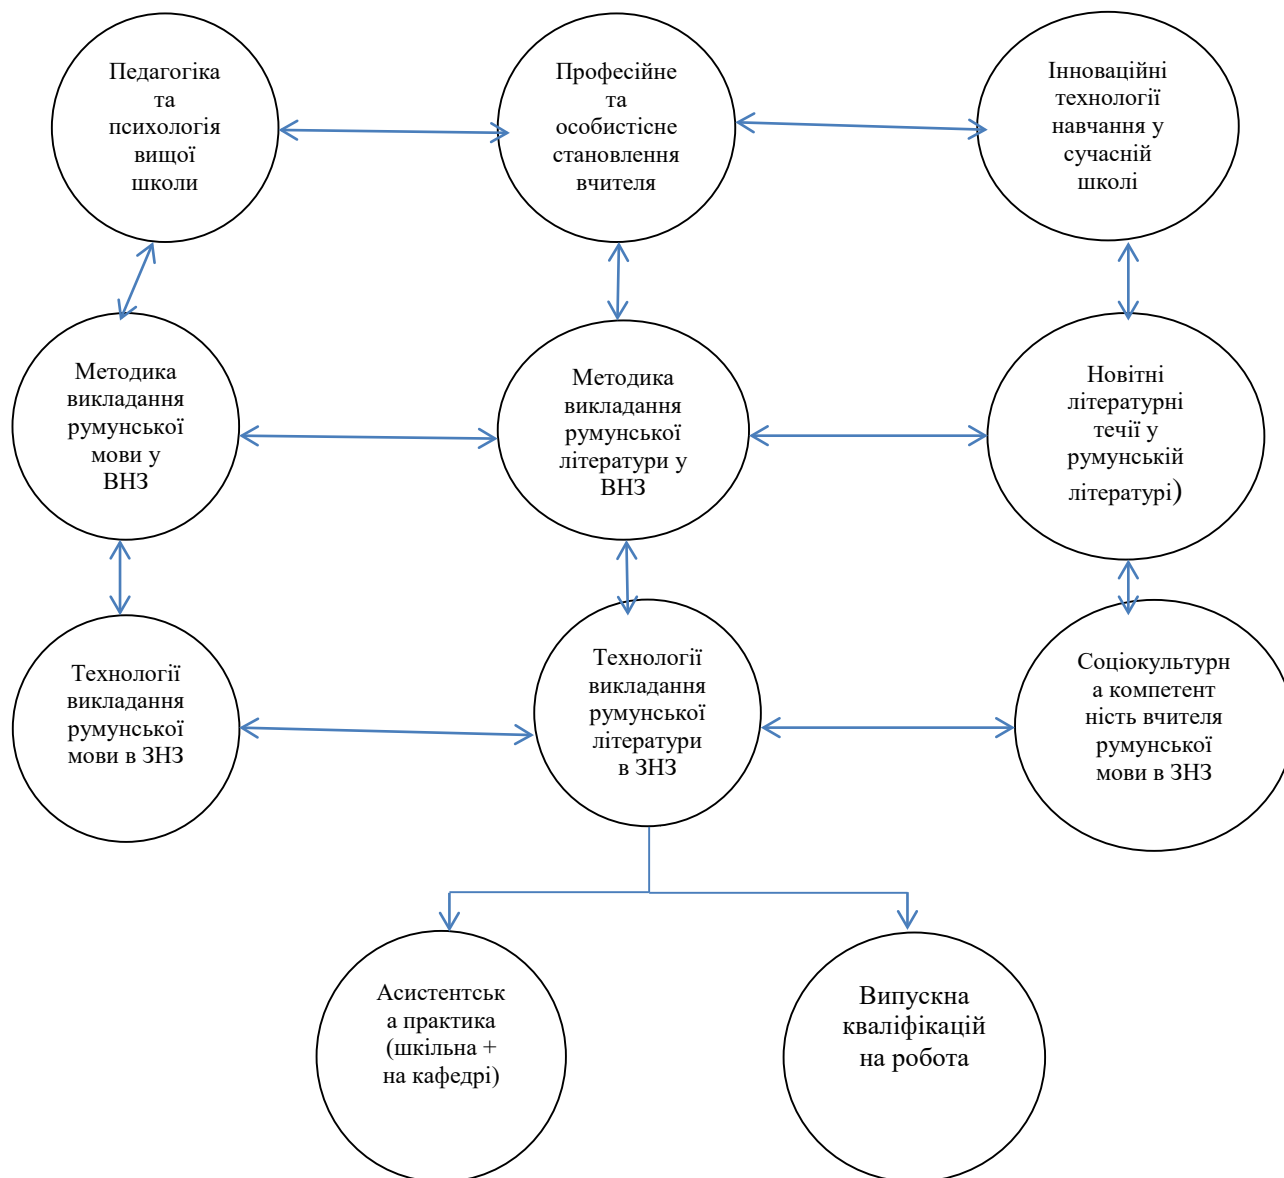 Педагогіка
та
психологія
вищої
школи
Професійне
та
особистісне
становлення
вчителя
Інноваційні
технології
навчання у
сучасній
школі
Методика
викладання
румунської
мови у
ВНЗ
Методика
викладання
румунської
літератури у
ВНЗ
Новітні
літературні
течії у
румунській
літературі)
Технології
викладання
румунської
мови в ЗНЗ
Технології
викладання
румунської
літератури
в ЗНЗ
Соціокультурн
а компетент
ність вчителя
румунської
мови в ЗНЗ
Асистентськ
а практика
(шкільна +
на кафедрі)
Випускна
кваліфікацій
на робота